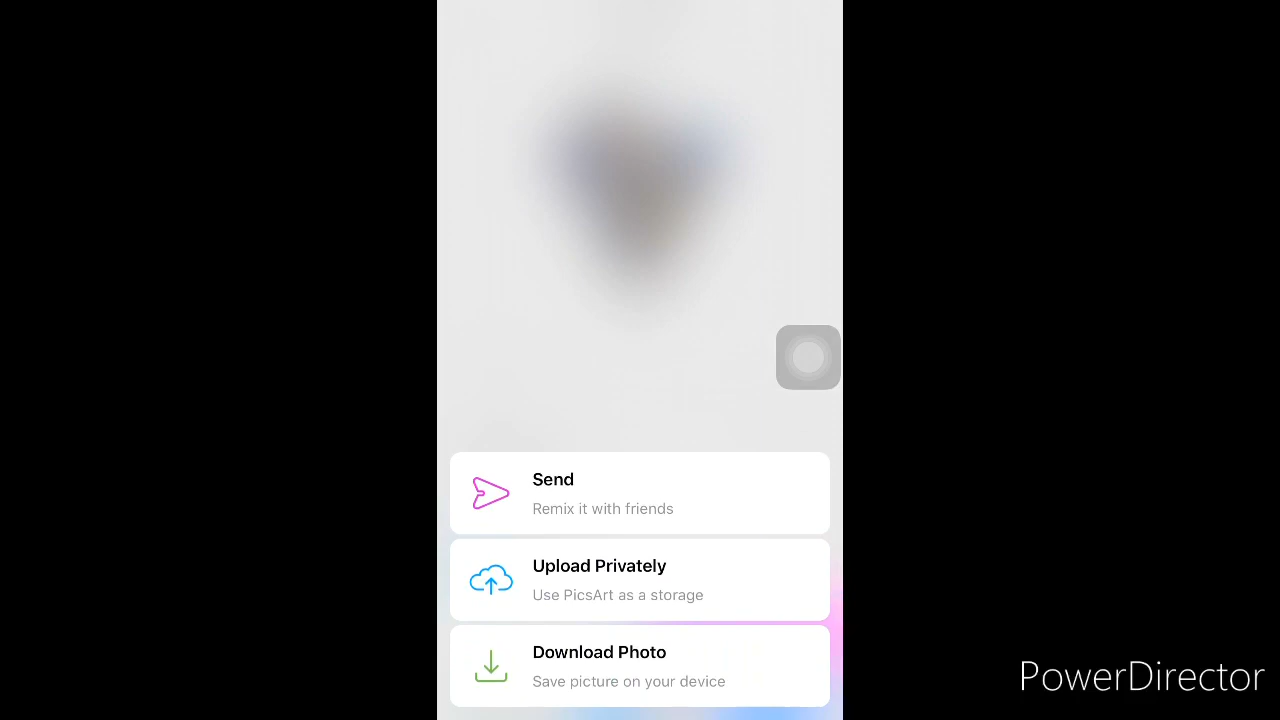 Send
Remix it with friends
Upload Privately
Use PicsArt as a storage
Download Photo
Save picture on your device
PowerDirector